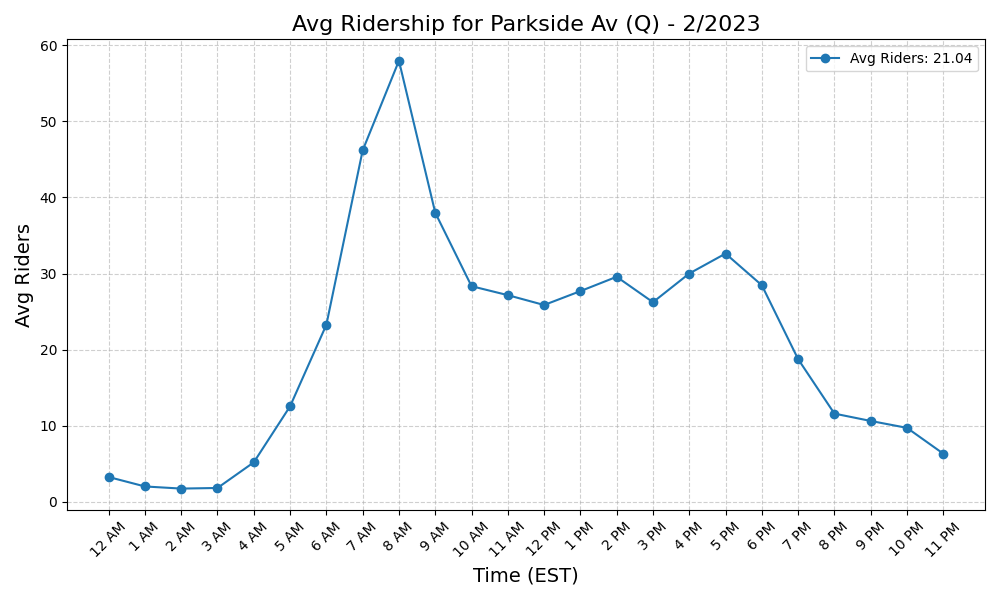 Avg Ridership for Parkside Av (Q) - 2/2023
Avg Riders: 21.04
Avg Riders
60
50
40
30
20
10
0
12 AM
1 AM
2 AM
3 AM
4 AM
5 AM
6 AM
7 AM
8 AM
9 AM
10 AM
11 AM
12 PM
1 PM
2 PM
3 PM
4 PM
5 PM
6 PM
7 PM
8 PM
9 PM
10 PM
11 PM
Time (EST)